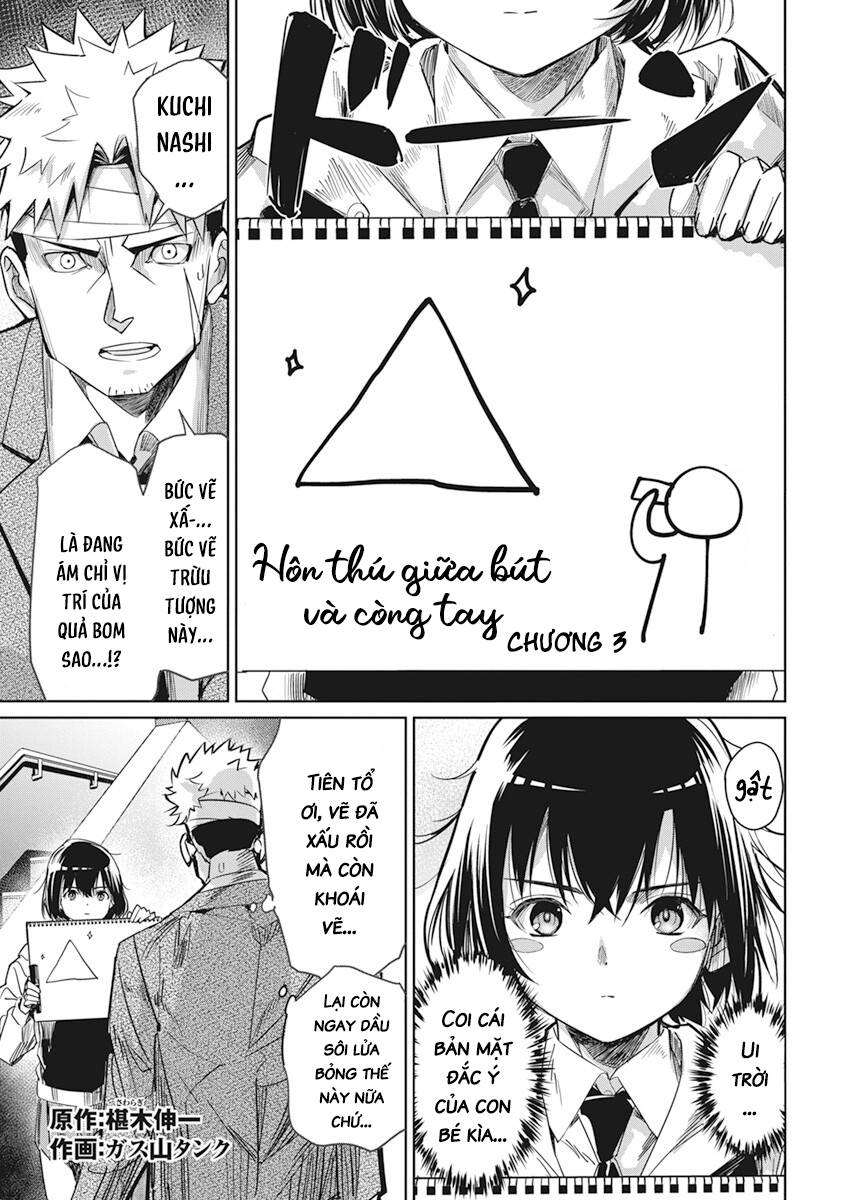 ドーン
Hôn thú giữa bút
và còng tay
CHƯƠNG 3
KUCHI
NASHI
...
BỨC VẼ
XẤ-...
BỨC VẼ
TRỪU
TƯỢNG
NÀY...
LÀ ĐANG
ÁM CHỈ VỊ
TRÍ CỦA
QUẢ BOM
SAO...!?
gật
UI
TRỜI
...
COI CÁI
BẢN MẶT
ĐẮC Ý
CỦA CON
BÉ KÌA...
TIÊN TỔ
ƠI, VẼ ĐÃ
XẤU RỒI
MÀ CÒN
KHOÁI
VẼ...
LẠI CÒN
NGAY DẦU
SÔI LỬA
BỎNG THẾ
NÀY NỮA
CHỨ...
さわらぎ
原作:椹木伸一
作画:ガス山タンク